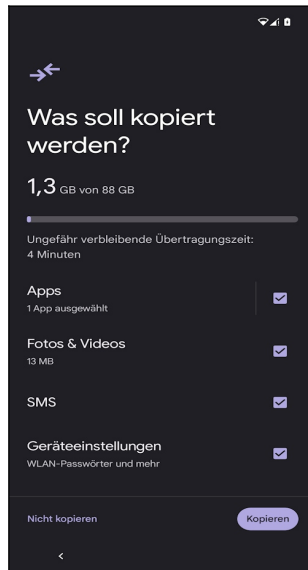 Was soll kopiert
werden?
1,3 GB von 88 GB
Ungefähr verbleibende Übertragungszeit:
4 Minuten
Apps
1 App ausgewählt
Fotos & Videos
13 MB
SMS
Geräteeinstellungen
WLAN-Passwörter und mehr
Nicht kopieren
Kopieren